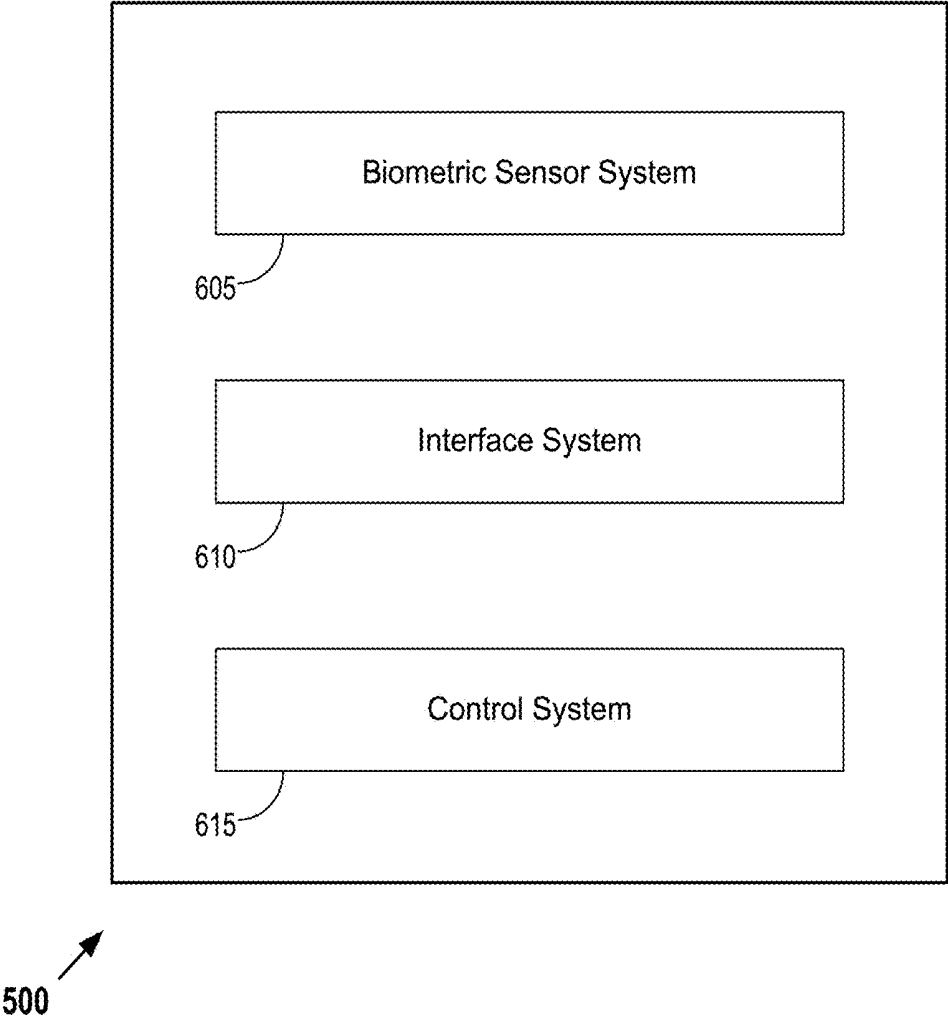 Biometric Sensor System
605
Interface System
610
Control System
615
500